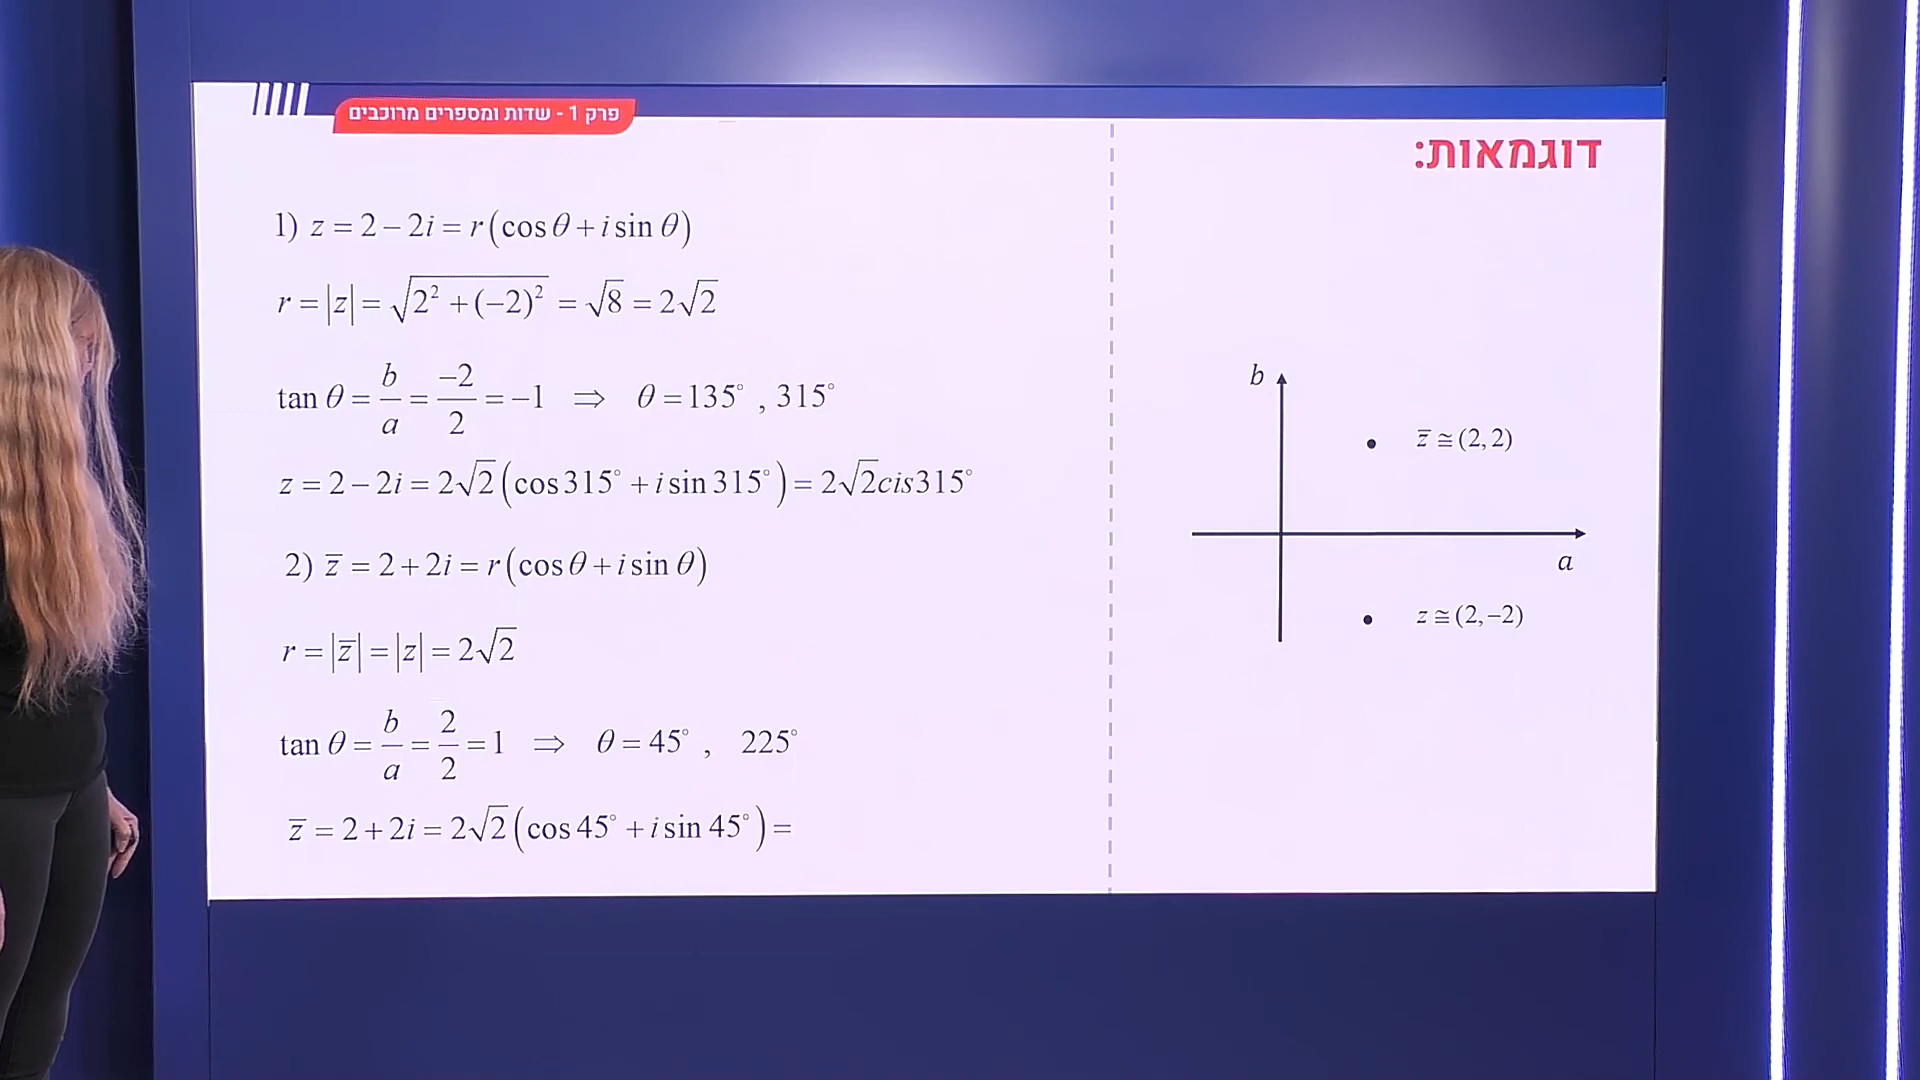 פרק 1 - שדות ומספרים מרוכבים
דוגמאות:
1) z = 2 − 2i = r(cos θ + i sin θ)
r = |z| = √(2² + (−2)²) = √8 = 2√2
tan θ = b/a = −2/2 = −1 ⇒ θ = 135° , 315°
z = 2 − 2i = 2√2(cos 315° + i sin 315°) = 2√2cis315°
2) z̅ = 2 + 2i = r(cos θ + i sin θ)
r = |z̅| = |z| = 2√2
tan θ = b/a = 2/2 = 1 ⇒ θ = 45° , 225°
z̅ = 2 + 2i = 2√2(cos 45° + i sin 45°) =
b
z̅ ≅ (2, 2)
a
z ≅ (2, −2)